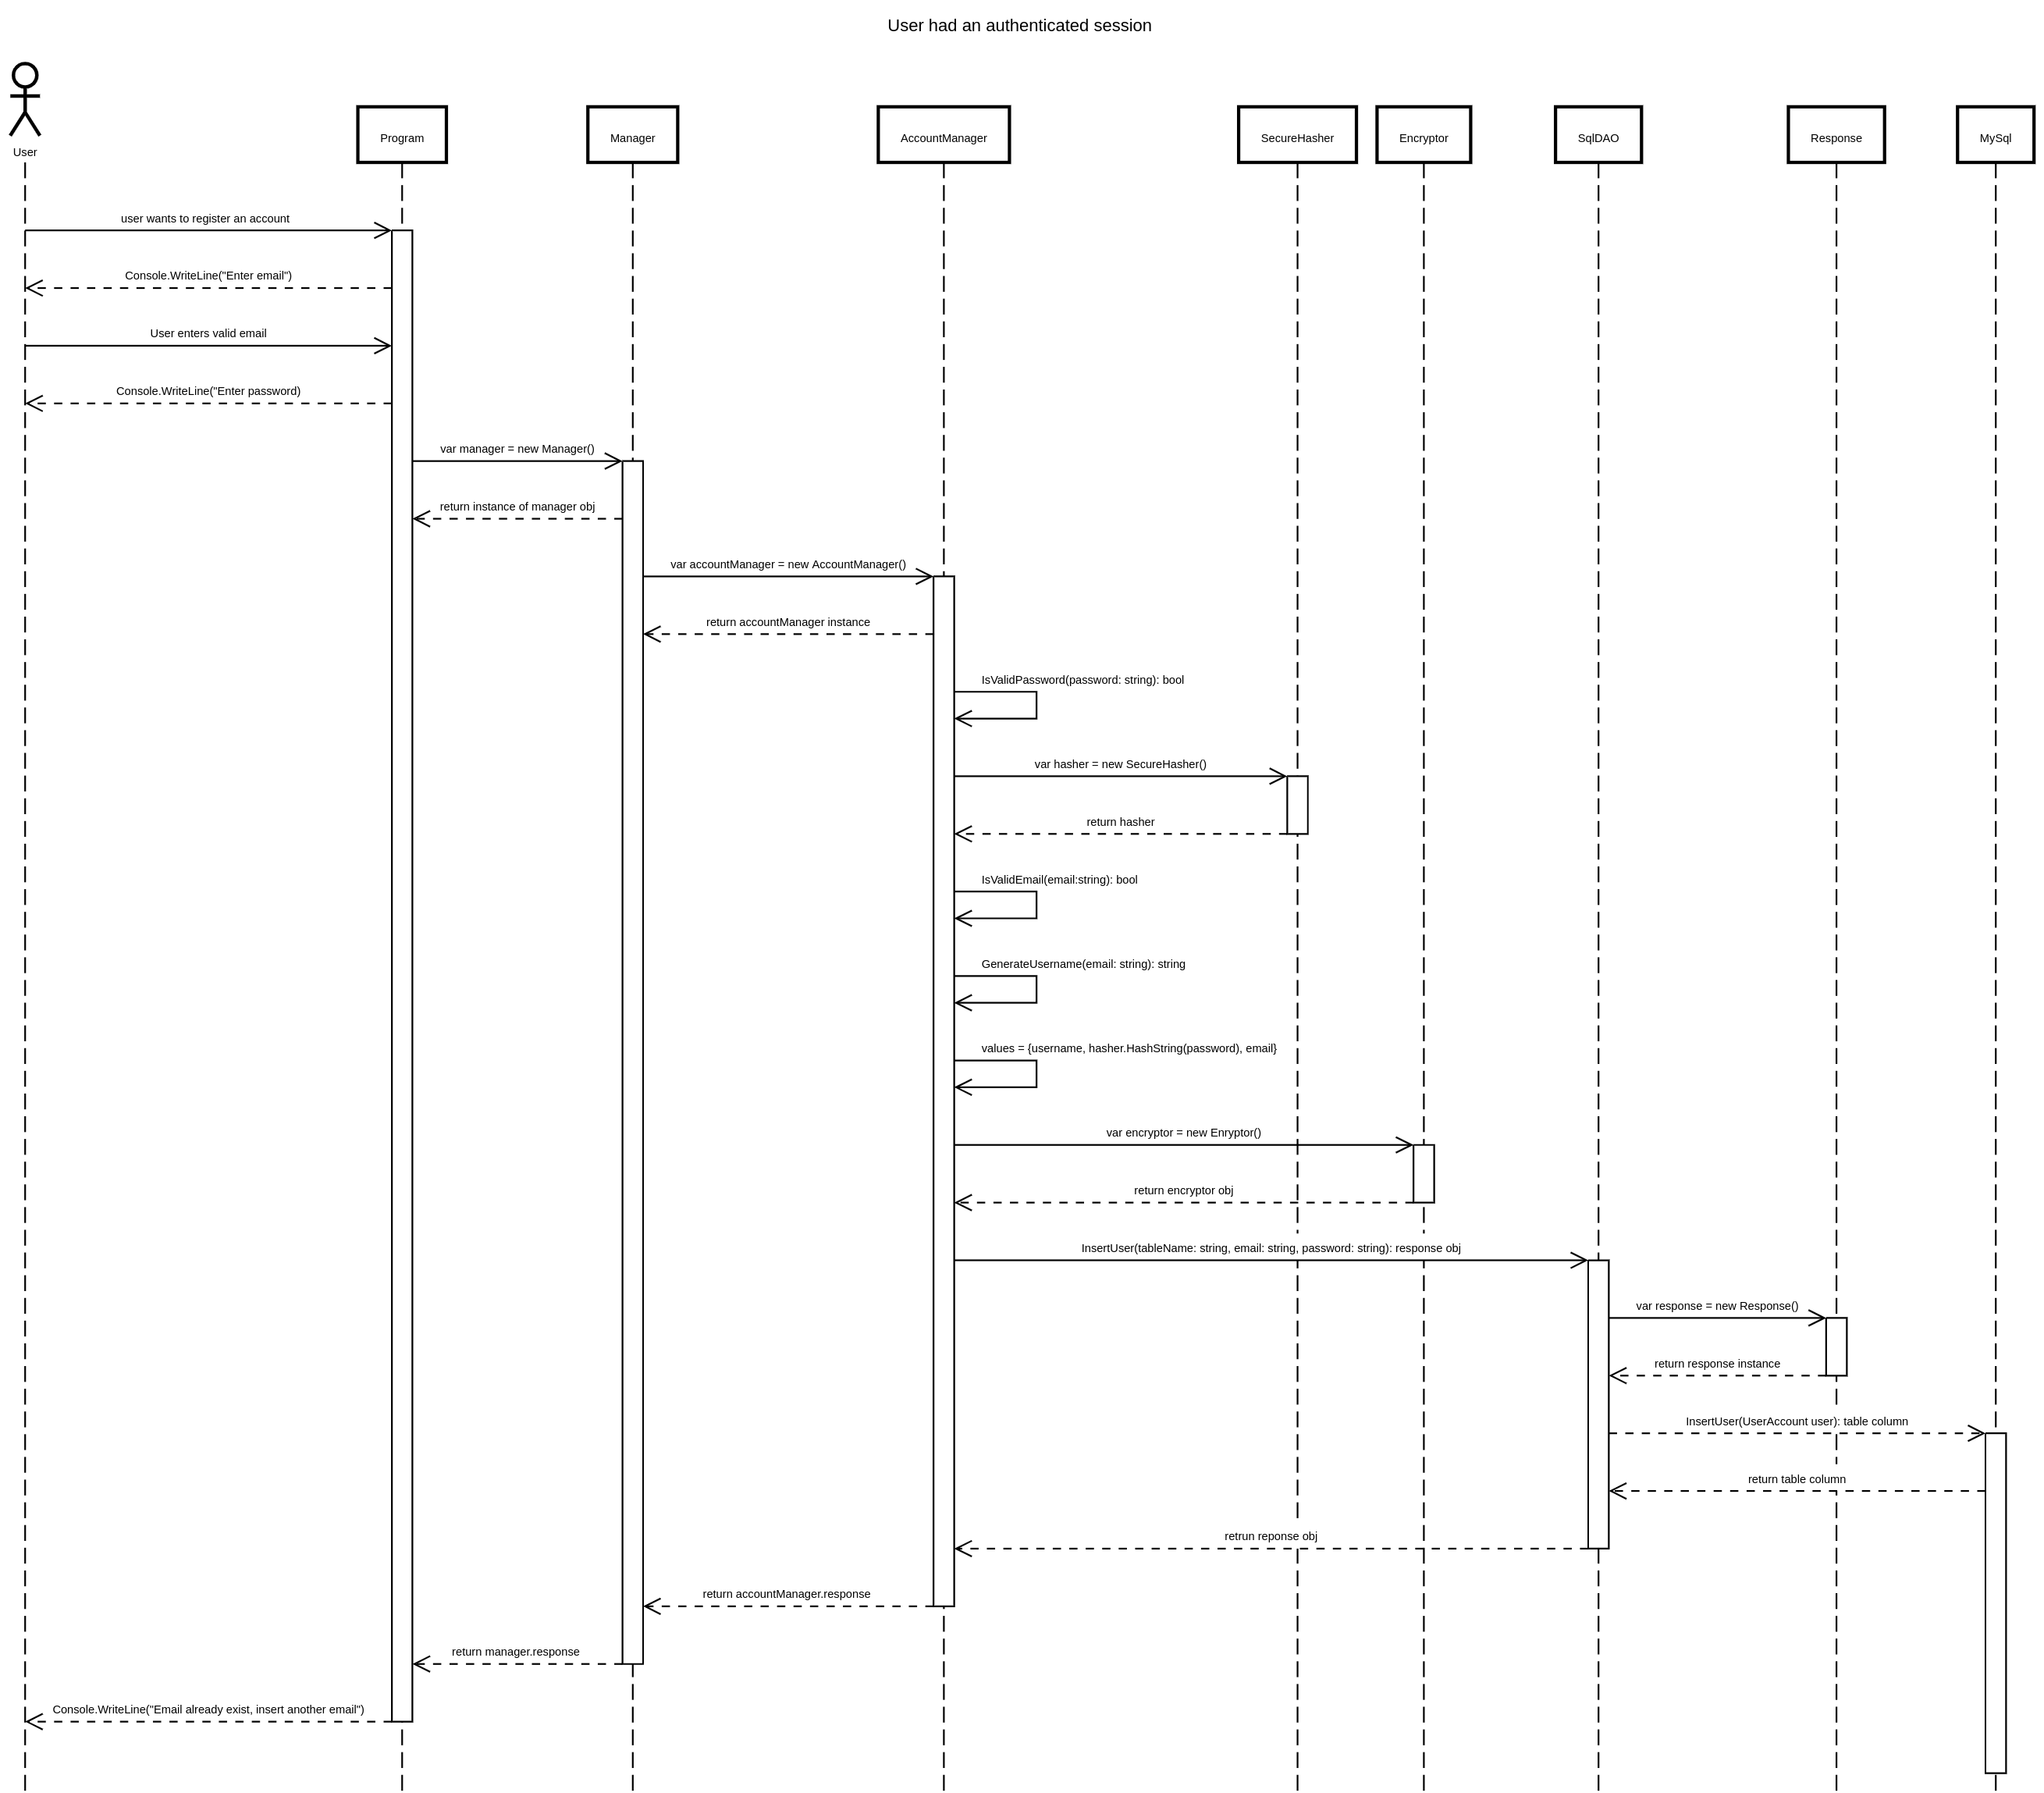 User had an authenticated session
User
Program
Manager
AccountManager
SecureHasher
Encryptor
SqlDAO
Response
MySql
user wants to register an account
Console.WriteLine("Enter email")
User enters valid email
Console.WriteLine("Enter password)
var manager = new Manager()
return instance of manager obj
var accountManager = new AccountManager()
return accountManager instance
IsValidPassword(password: string): bool
var hasher = new SecureHasher()
return hasher
IsValidEmail(email:string): bool
GenerateUsername(email: string): string
values = {username, hasher.HashString(password), email}
var encryptor = new Enryptor()
return encryptor obj
InsertUser(tableName: string, email: string, password: string): response obj
var response = new Response()
return response instance
InsertUser(UserAccount user): table column
return table column
retrun reponse obj
return accountManager.response
return manager.response
Console.WriteLine("Email already exist, insert another email")